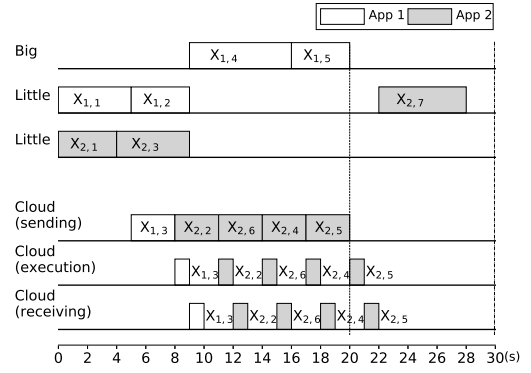 App 1 App 2
Big X1,4 X1,5
Little X1,1 X1,2 X2,7
Little X2,1 X2,3
Cloud
(sending) X1,3 X2,2 X2,6 X2,4 X2,5
Cloud
(execution) X1,3 X2,2 X2,6 X2,4 X2,5
Cloud
(receiving) X1,3 X2,2 X2,6 X2,4 X2,5
0 2 4 6 8 10 12 14 16 18 20 22 24 26 28 30(s)